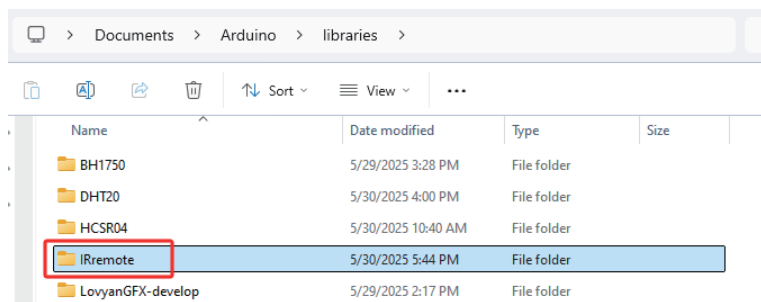 Documents > Arduino > libraries >
Sort View ...
Name Date modified Type Size
BH1750 5/29/2025 3:28 PM File folder
DHT20 5/30/2025 4:00 PM File folder
HCSR04 5/30/2025 10:40 AM File folder
IRremote 5/30/2025 5:44 PM File folder
LovyanGFX-develop 5/29/2025 2:17 PM File folder